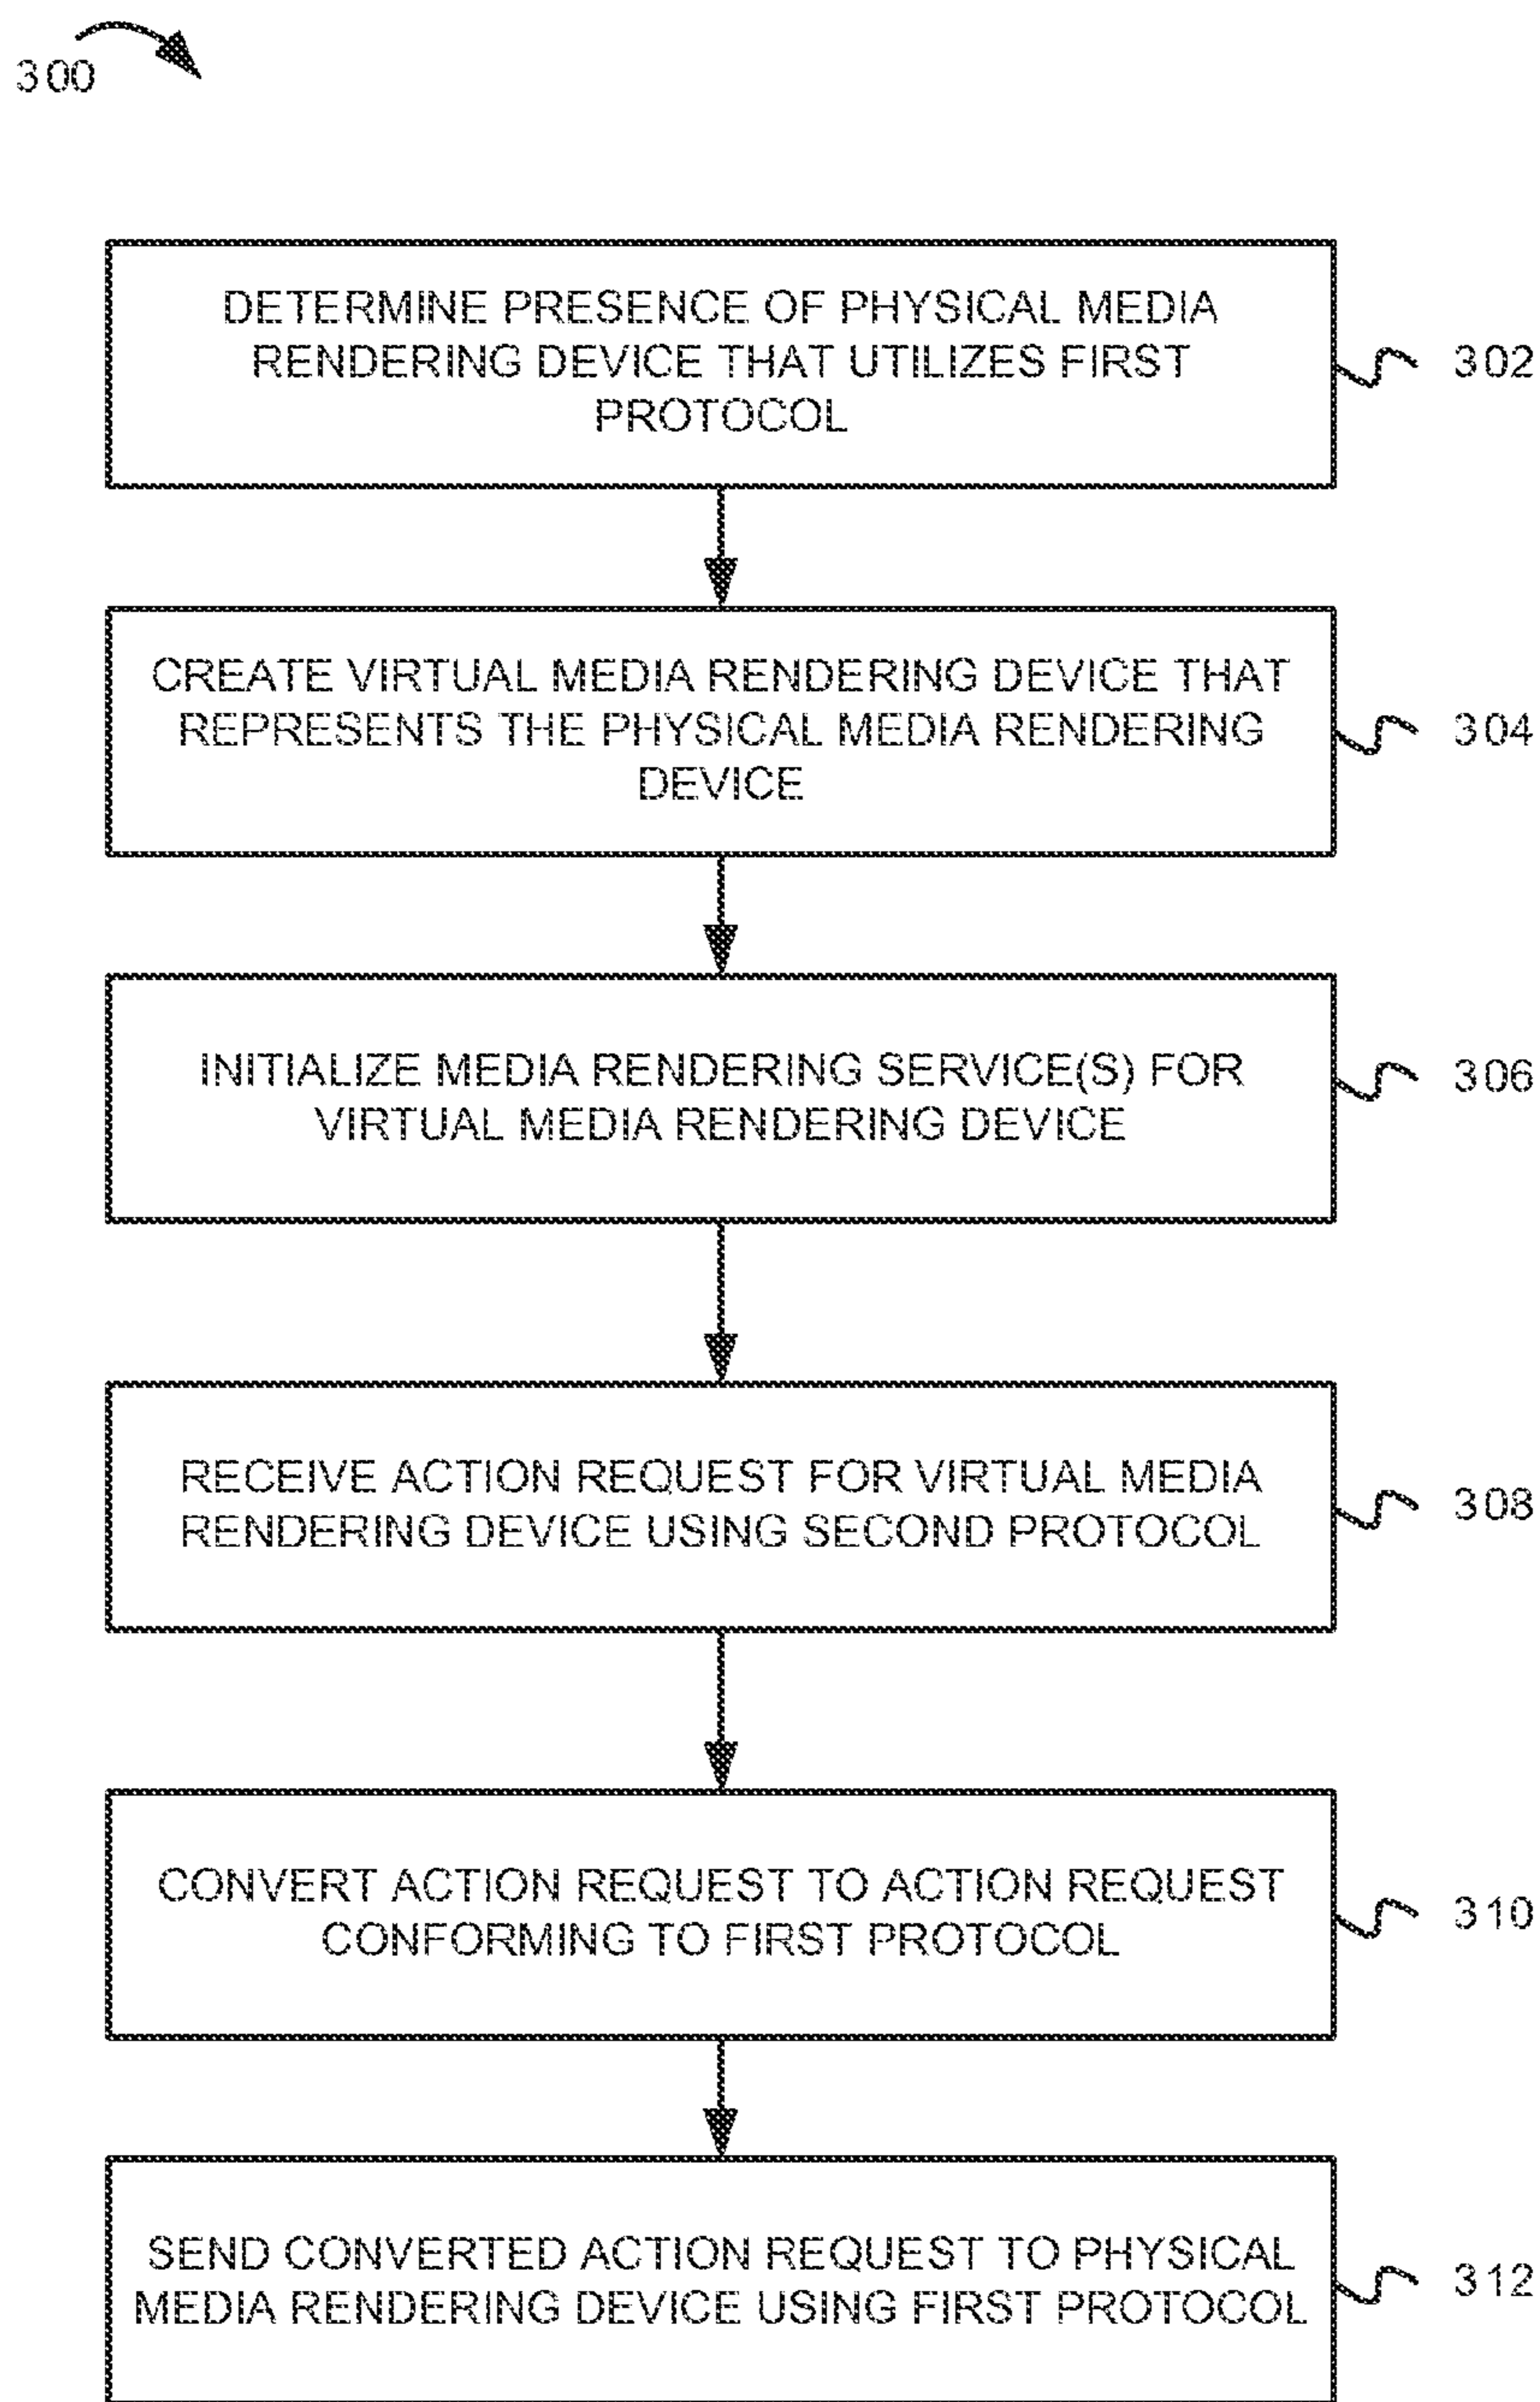 300
DETERMINE PRESENCE OF PHYSICAL MEDIA
RENDERING DEVICE THAT UTILIZES FIRST
PROTOCOL
302
CREATE VIRTUAL MEDIA RENDERING DEVICE THAT
REPRESENTS THE PHYSICAL MEDIA RENDERING
DEVICE
304
INITIALIZE MEDIA RENDERING SERVICE(S) FOR
VIRTUAL MEDIA RENDERING DEVICE
306
RECEIVE ACTION REQUEST FOR VIRTUAL MEDIA
RENDERING DEVICE USING SECOND PROTOCOL
308
CONVERT ACTION REQUEST TO ACTION REQUEST
CONFORMING TO FIRST PROTOCOL
310
SEND CONVERTED ACTION REQUEST TO PHYSICAL
MEDIA RENDERING DEVICE USING FIRST PROTOCOL
312